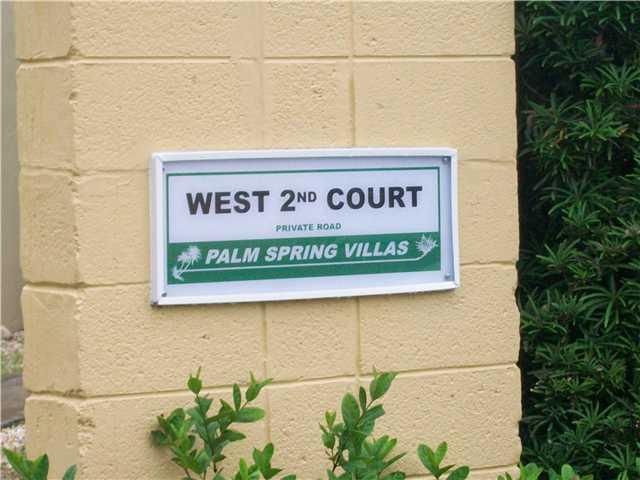 WEST 2ND COURT
PRIVATE ROAD
PALM SPRING VILLAS